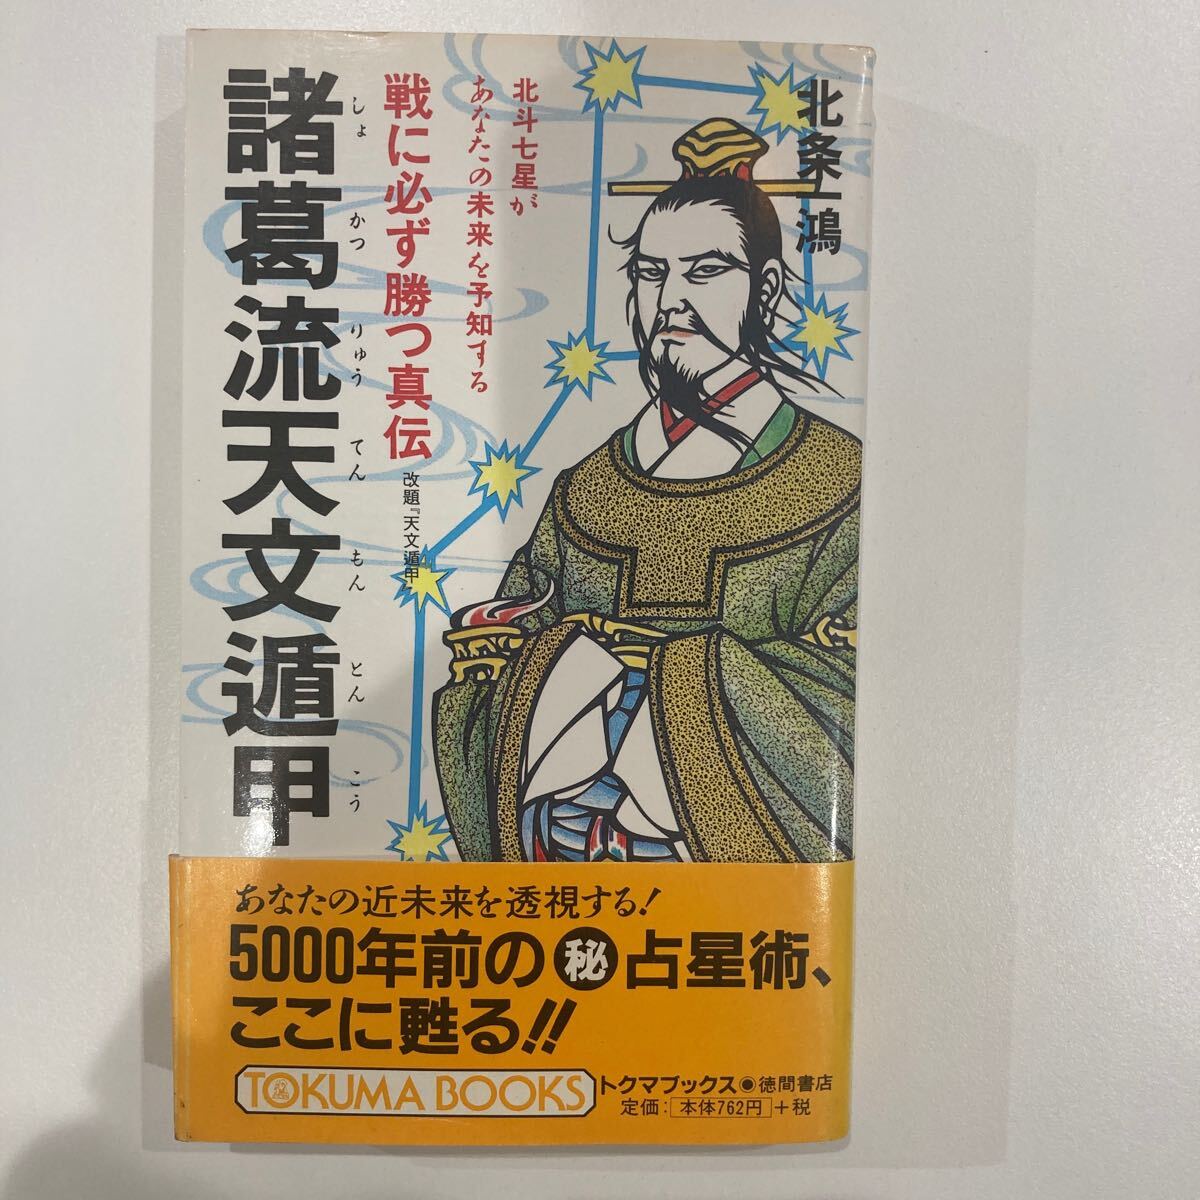 北条一鴻
北斗七星が
あなたの未来を予知する
戦に必ず勝つ真伝
改題『天文遁甲』
諸葛流天文遁甲
しょ かつ りゅう てん もん とん こう
あなたの近未来を透視する!
5000年前の㊙占星術、
ここに甦る!!
TOKUMA BOOKS
トクマブックス●徳間書店
定価:本体762円+税